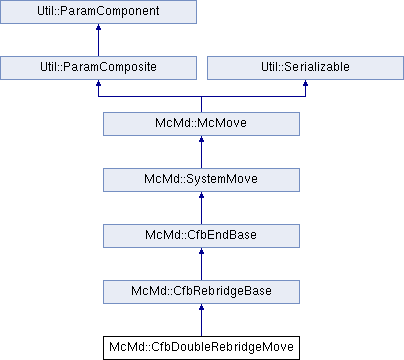 Util::ParamComponent
Util::ParamComposite
Util::Serializable
McMd::McMove
McMd::SystemMove
McMd::CfbEndBase
McMd::CfbRebridgeBase
McMd::CfbDoubleRebridgeMove